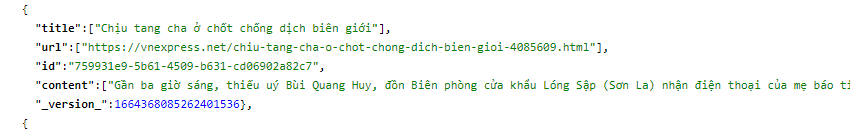 {
"title":["Chịu tang cha ở chốt chống dịch biên giới"],
"url":["https://vnexpress.net/chiu-tang-cha-o-chot-chong-dich-bien-gioi-4085609.html"],
"id":"759931e9-5b61-4509-b631-cd06902a82c7",
"content":["Gần ba giờ sáng, thiếu uý Bùi Quang Huy, đồn Biên phòng cửa khẩu Lóng Sập (Sơn La) nhận điện thoại của mẹ báo ti
"_version_":1664368085262401536},
{